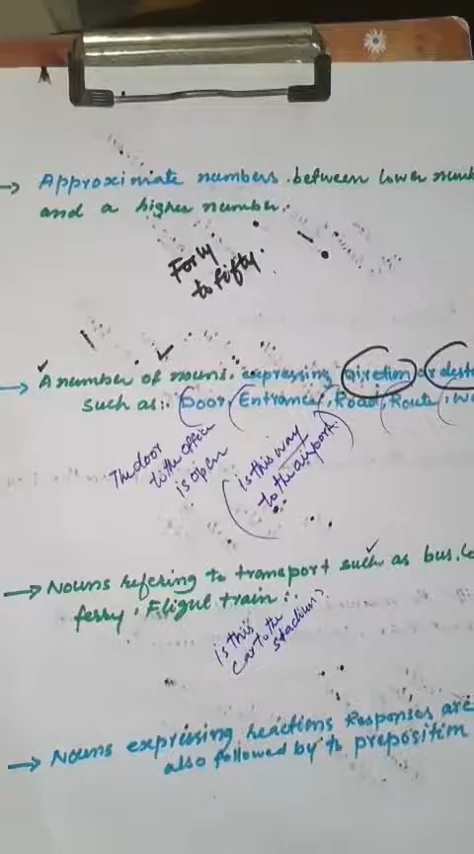 → Approximate numbers between lower numb
and a higher number.
Forty
to fifty.
→ A number of nouns, expressing direction or dest
such as:- Door, Entrance, Road, Route, w
The door
to the office
is open
is this way
to the airport.
→ Nouns refering to transport such as bus,
ferry, Fligul train:.
is this
car to the
stadium?
→ Nouns expressing reactions Responses are
also followed by to preposition